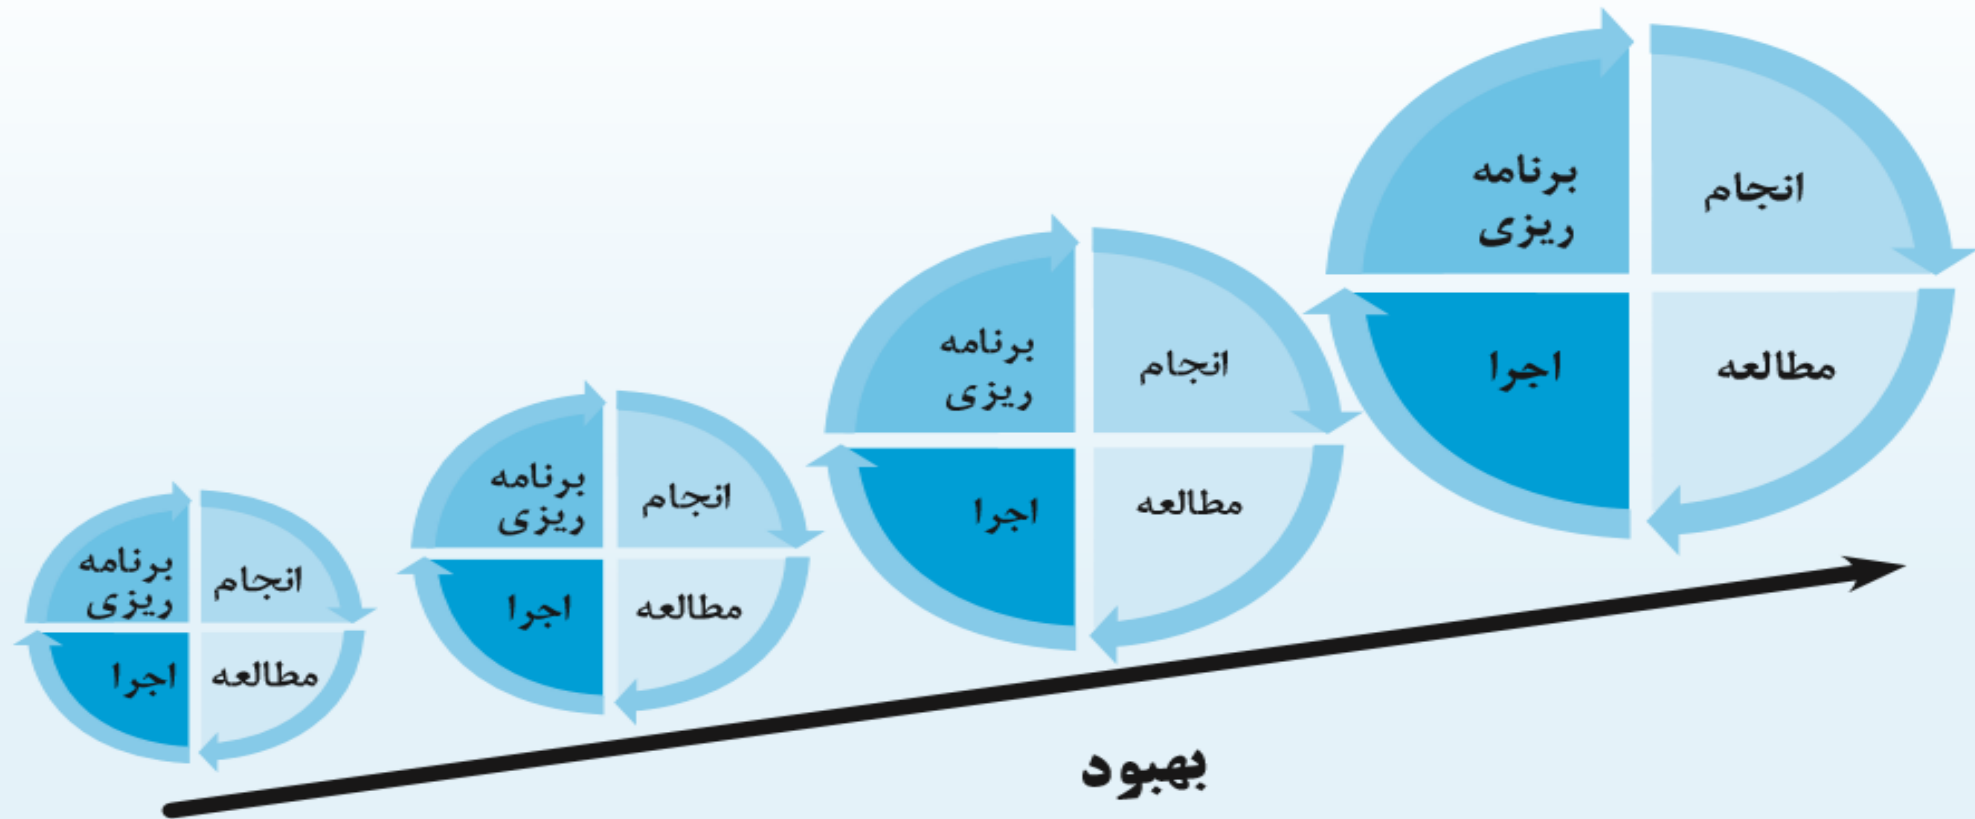 برنامه
ریزی
انجام
اجرا
مطالعه
برنامه
ریزی
انجام
اجرا
مطالعه
برنامه
ریزی
انجام
اجرا
مطالعه
برنامه
ریزی
انجام
اجرا
مطالعه
بهبود